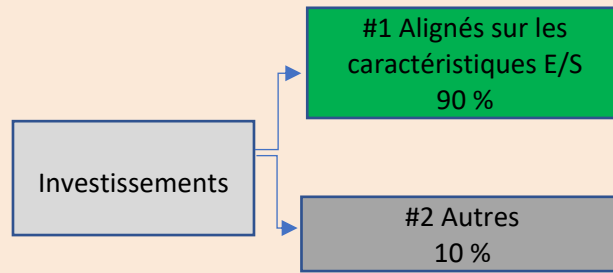 #1 Alignés sur les
caractéristiques E/S
90 %
Investissements
#2 Autres
10 %